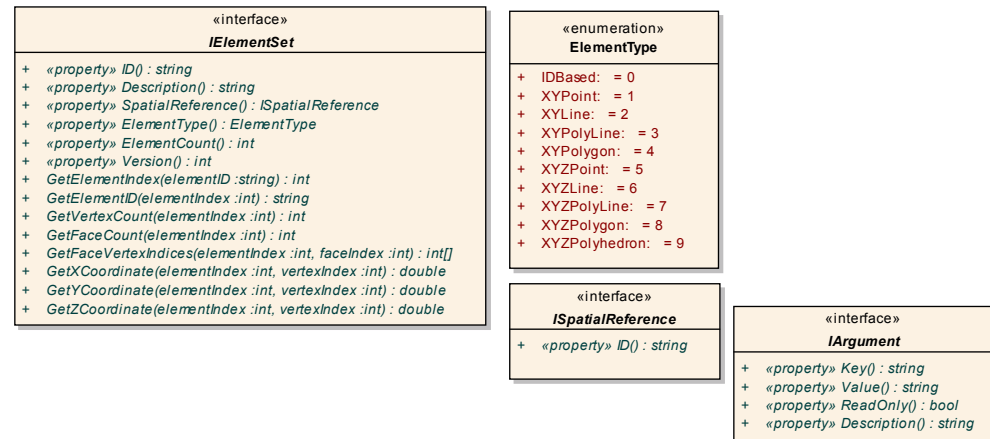 «interface»
IElementSet
+ «property» ID() : string
+ «property» Description() : string
+ «property» SpatialReference() : ISpatialReference
+ «property» ElementType() : ElementType
+ «property» ElementCount() : int
+ «property» Version() : int
+ GetElementIndex(elementID :string) : int
+ GetElementID(elementIndex :int) : string
+ GetVertexCount(elementIndex :int) : int
+ GetFaceCount(elementIndex :int) : int
+ GetFaceVertexIndices(elementIndex :int, faceIndex :int) : int[]
+ GetXCoordinate(elementIndex :int, vertexIndex :int) : double
+ GetYCoordinate(elementIndex :int, vertexIndex :int) : double
+ GetZCoordinate(elementIndex :int, vertexIndex :int) : double
«enumeration»
ElementType
+ IDBased: = 0
+ XYPoint: = 1
+ XYLine: = 2
+ XYPolyLine: = 3
+ XYPolygon: = 4
+ XYZPoint: = 5
+ XYZLine: = 6
+ XYZPolyLine: = 7
+ XYZPolygon: = 8
+ XYZPolyhedron: = 9
«interface»
ISpatialReference
+ «property» ID() : string
«interface»
IArgument
+ «property» Key() : string
+ «property» Value() : string
+ «property» ReadOnly() : bool
+ «property» Description() : string